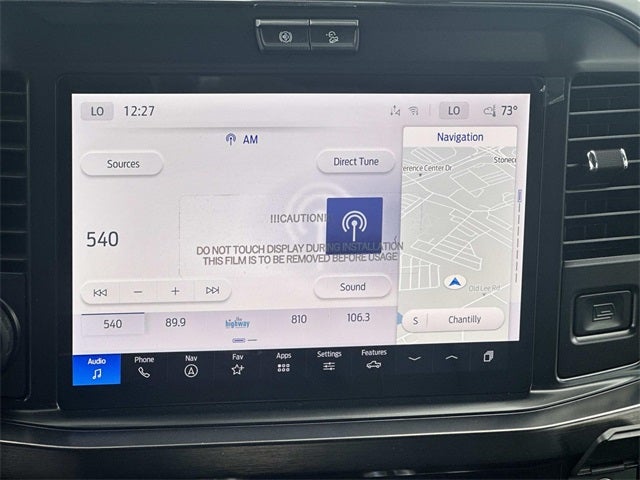 LO 12:27 LO 73°
AM
Navigation
Sources
Direct Tune
erence Center Dr
Stonec
!!!CAUTION!
540
DO NOT TOUCH DISPLAY DURING INSTALLATION
THIS FILM IS TO BE REMOVED BEFORE USAGE
Sound
Old Lee Rd
S Chantilly
540 89.9 the highway 810 106.3
Audio Phone Nav Fav Apps Settings Features